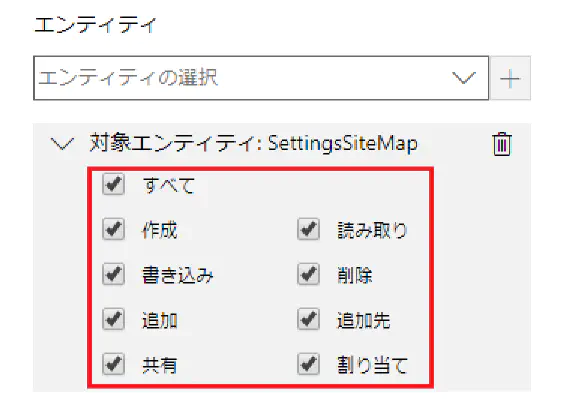 エンティティ
エンティティの選択
対象エンティティ: SettingsSiteMap
すべて
作成 読み取り
書き込み 削除
追加 追加先
共有 割り当て